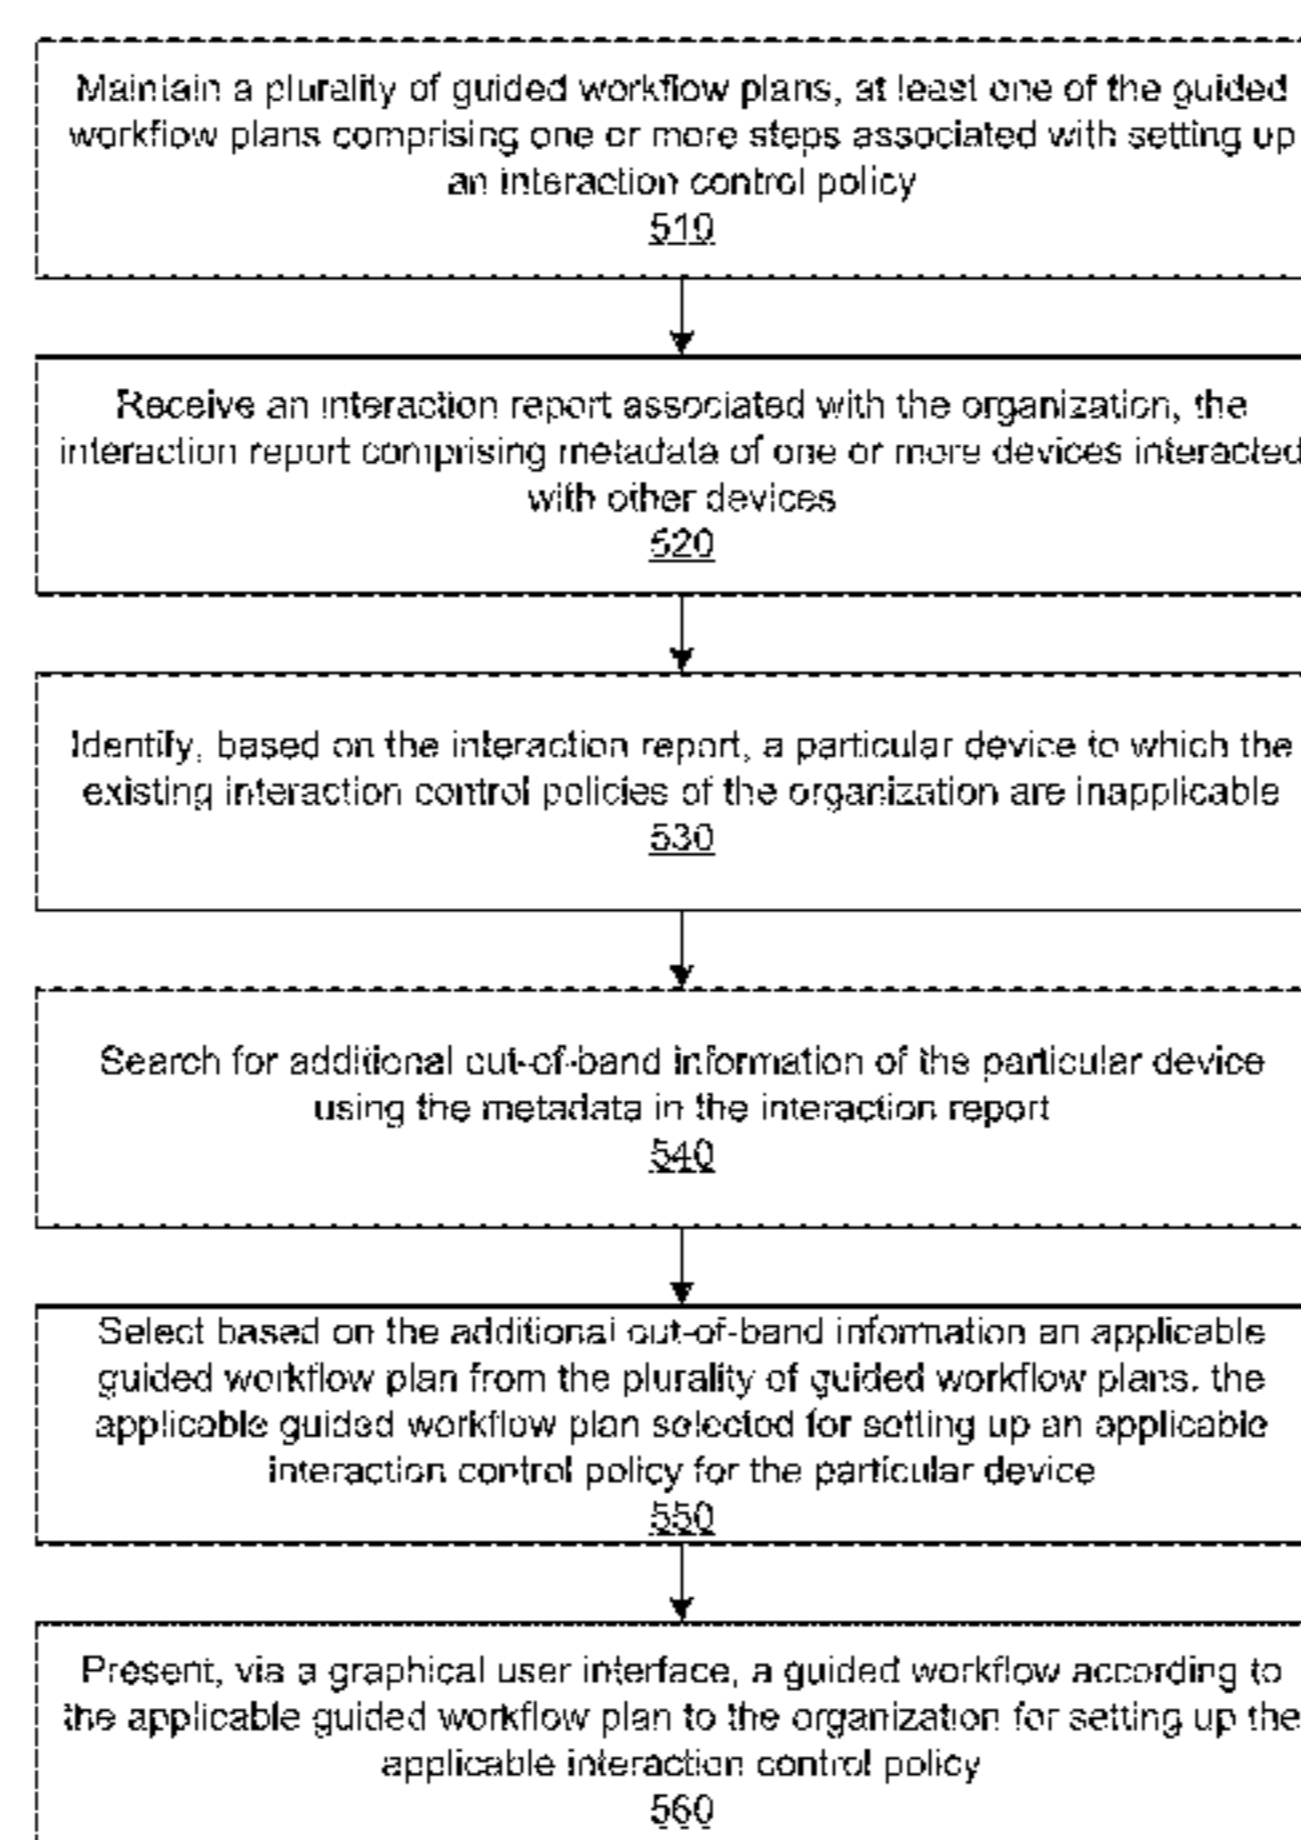 Maintain a plurality of guided workflow plans, at least one of the guided
workflow plans comprising one or more steps associated with setting up
an interaction control policy
510
Receive an interaction report associated with the organization, the
interaction report comprising metadata of one or more devices interacted
with other devices
520
Identify, based on the interaction report, a particular device to which the
existing interaction control policies of the organization are inapplicable
530
Search for additional out-of-band information of the particular device
using the metadata in the interaction report
540
Select based on the additional out-of-band information an applicable
guided workflow plan from the plurality of guided workflow plans, the
applicable guided workflow plan selected for setting up an applicable
interaction control policy for the particular device
550
Present, via a graphical user interface, a guided workflow according to
the applicable guided workflow plan to the organization for setting up the
applicable interaction control policy
560